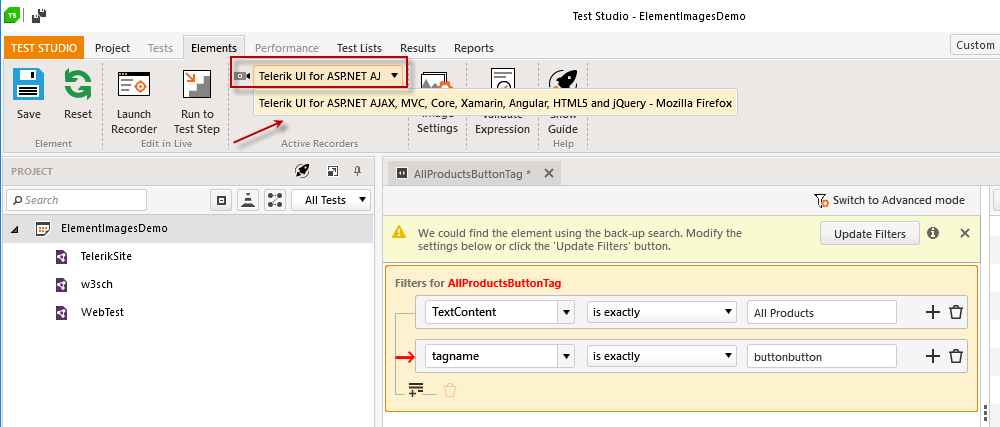 TS
Test Studio - ElementImagesDemo
TEST STUDIO Project Tests Elements Performance Test Lists Results Reports
Custom
Telerik UI for ASP.NET AJ
Telerik UI for ASP.NET AJAX, MVC, Core, Xamarin, Angular, HTML5 and jQuery - Mozilla Firefox
Save
Reset
Launch
Recorder
Run to
Test Step
Image
Settings
Validate
Expression
Show
Guide
Element
Edit in Live
Active Recorders
Help
PROJECT
Search
All Tests
ElementImagesDemo
TelerikSite
w3sch
WebTest
AllProductsButtonTag *
Switch to Advanced mode
We could find the element using the back-up search. Modify the
settings below or click the 'Update Filters' button.
Update Filters
Filters for AllProductsButtonTag
TextContent is exactly All Products
tagname is exactly buttonbutton